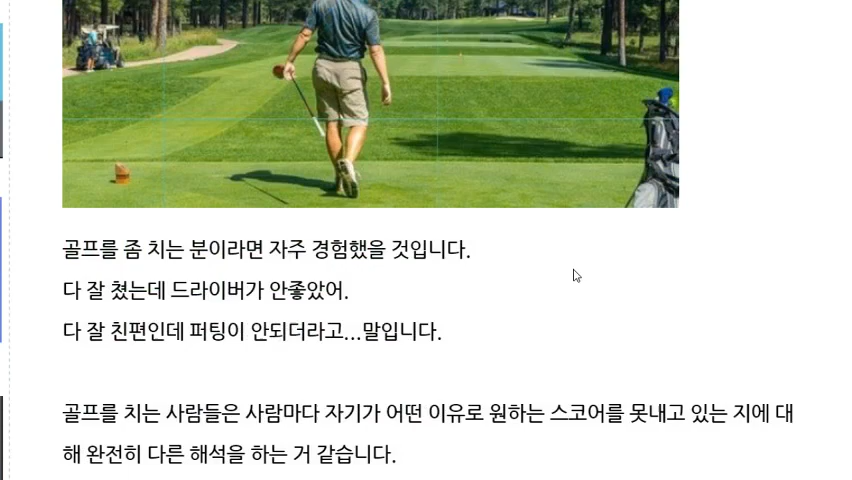 골프를 좀 치는 분이라면 자주 경험했을 것입니다.
다 잘 쳤는데 드라이버가 안좋았어.
다 잘 친편인데 퍼팅이 안되더라고...말입니다.
골프를 치는 사람들은 사람마다 자기가 어떤 이유로 원하는 스코어를 못내고 있는 지에 대
해 완전히 다른 해석을 하는 거 같습니다.